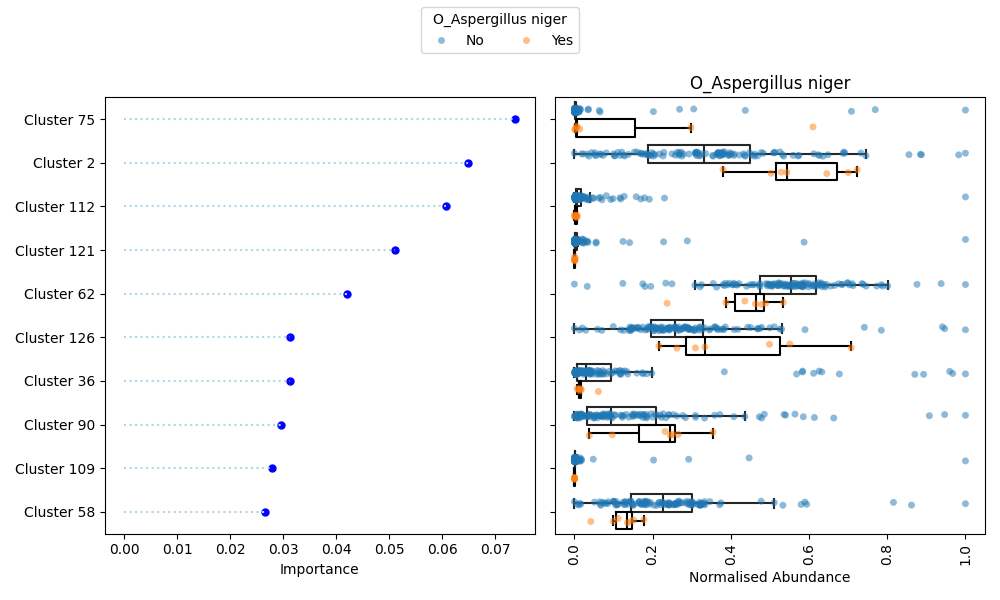 O_Aspergillus niger
No Yes
O_Aspergillus niger
Cluster 75
Cluster 2
Cluster 112
Cluster 121
Cluster 62
Cluster 126
Cluster 36
Cluster 90
Cluster 109
Cluster 58
0.00 0.01 0.02 0.03 0.04 0.05 0.06 0.07
Importance
0.0 0.2 0.4 0.6 0.8 1.0
Normalised Abundance